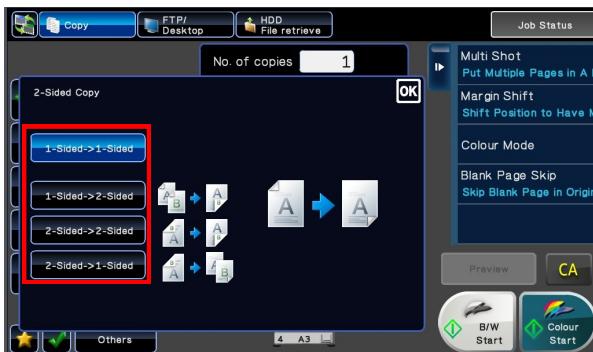 Copy
FTP/
Desktop
HDD
File retrieve
Job Status
No. of copies 1
2-Sided Copy
OK
1-Sided->1-Sided
1-Sided->2-Sided
2-Sided->2-Sided
2-Sided->1-Sided
A
B
A
B
B
A
A
B
B
A
A
B
A
A
Multi Shot
Put Multiple Pages in A
Margin Shift
Shift Position to Have
Colour Mode
Blank Page Skip
Skip Blank Page in Origi
Preview
CA
B/W
Start
Colour
Start
Others
4 A3